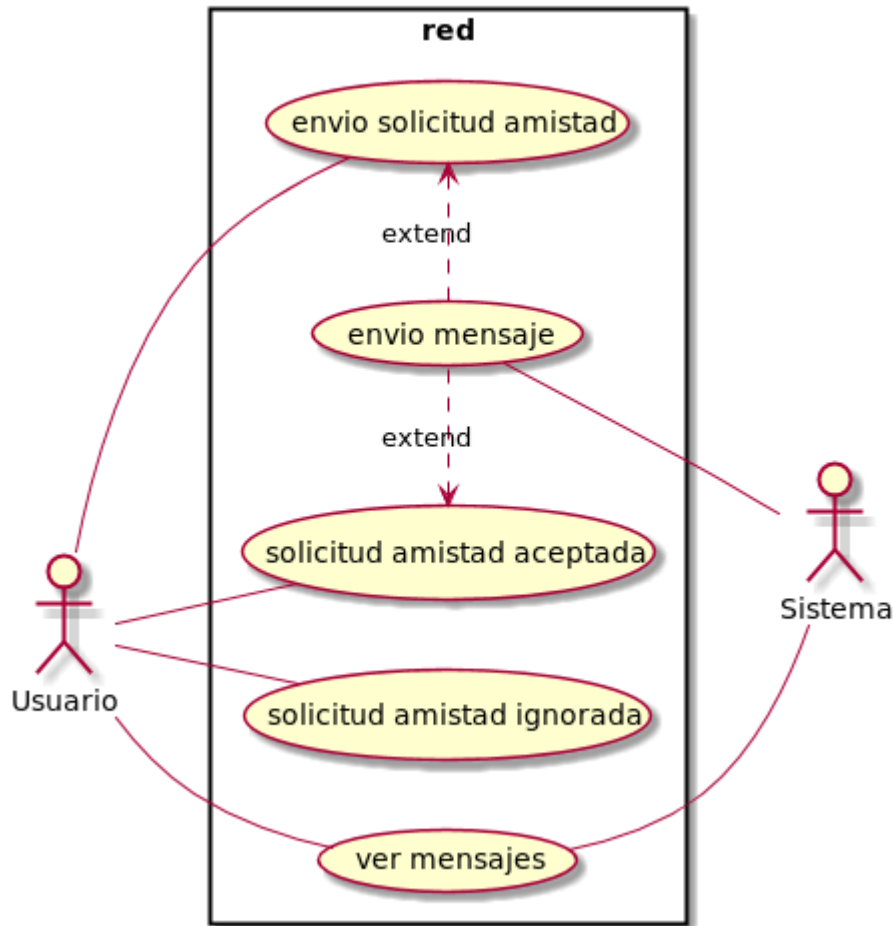 red
envio solicitud amistad
extend
envio mensaje
extend
solicitud amistad aceptada
Sistema
Usuario
solicitud amistad ignorada
ver mensajes